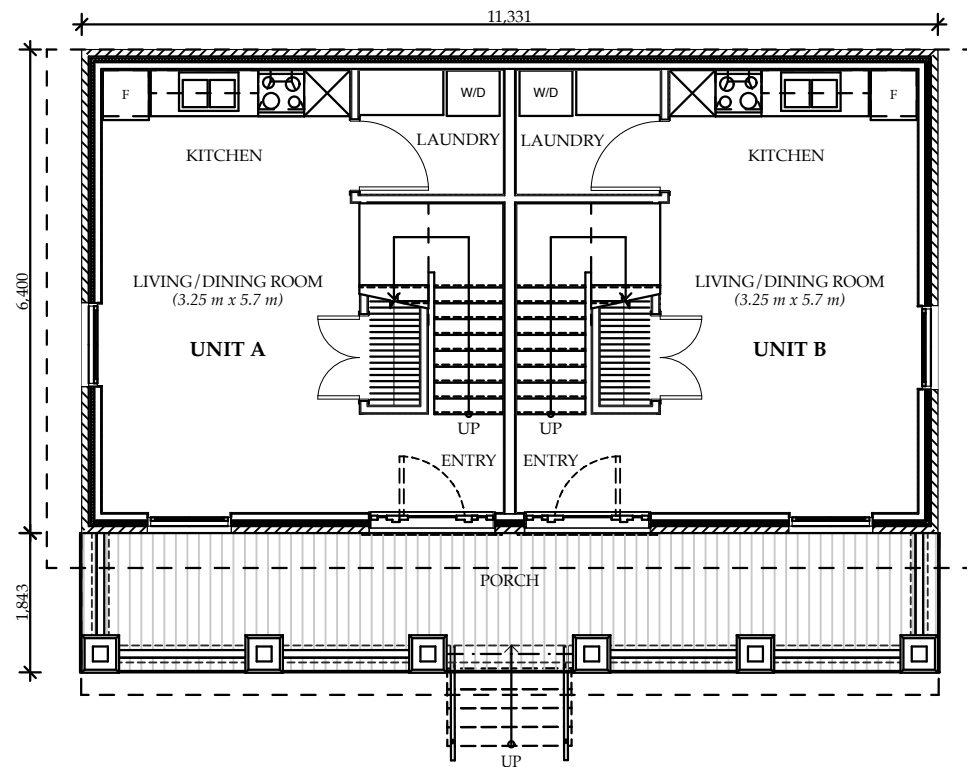 11,331
F
W/D
W/D
F
LAUNDRY
LAUNDRY
KITCHEN
KITCHEN
6,400
LIVING/DINING ROOM
(3.25 m x 5.7 m)
LIVING/DINING ROOM
(3.25 m x 5.7 m)
UNIT A
UNIT B
UP
UP
ENTRY
ENTRY
PORCH
1,843
UP